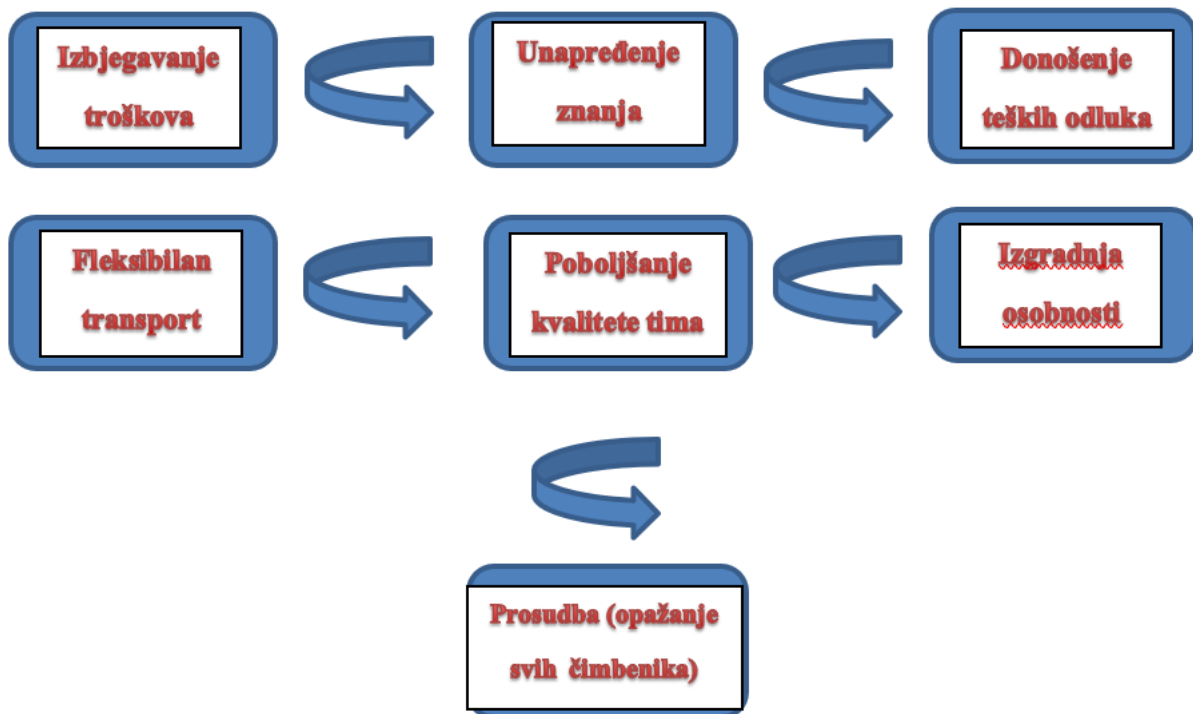 Izbjegavanje
troškova
Unapređenje
znanja
Donošenje
teških odluka
Fleksibilan
transport
Poboljšanje
kvalitete tima
Izgradnja
osobnosti
Prosudba (opažanje
svih čimbenika)